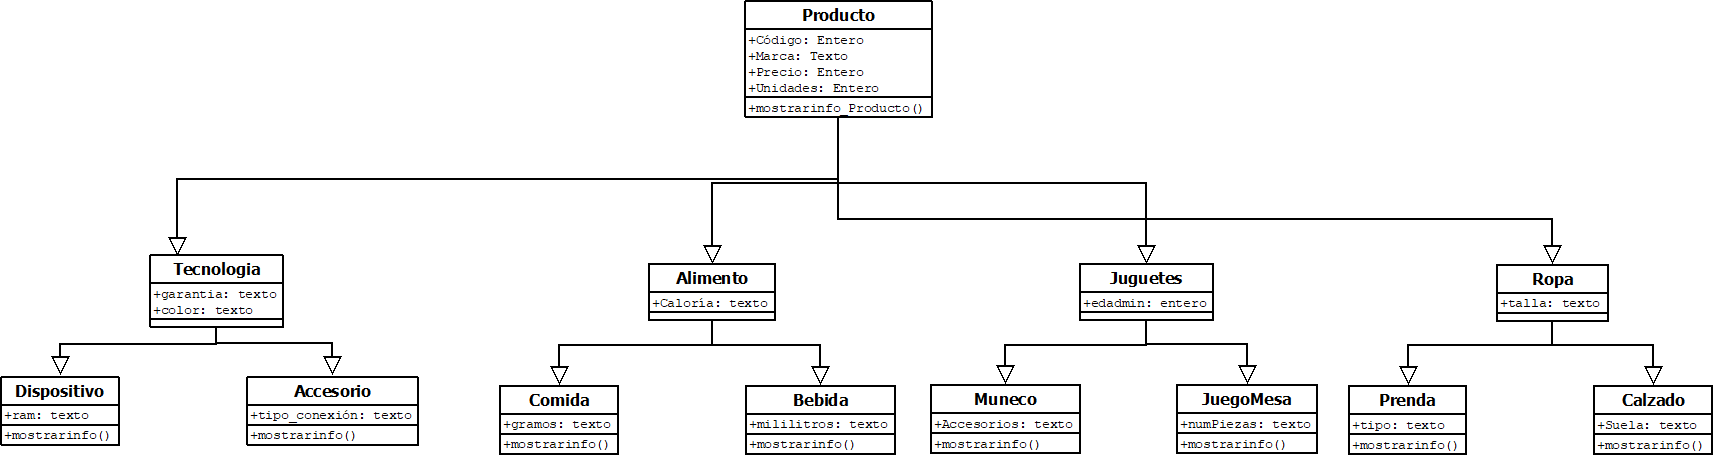 Producto
+Código: Entero
+Marca: Texto
+Precio: Entero
+Unidades: Entero
+mostrarinfo_Producto()
Tecnologia
+garantia: texto
+color: texto
Alimento
+Caloría: texto
Juguetes
+edadmin: entero
Ropa
+talla: texto
Dispositivo
+ram: texto
+mostrarinfo()
Accesorio
+tipo_conexión: texto
+mostrarinfo()
Comida
+gramos: texto
+mostrarinfo()
Bebida
+mililitros: texto
+mostrarinfo()
Muneco
+Accesorios: texto
+mostrarinfo()
JuegoMesa
+numPiezas: texto
+mostrarinfo()
Prenda
+tipo: texto
+mostrarinfo()
Calzado
+Suela: texto
+mostrarinfo()